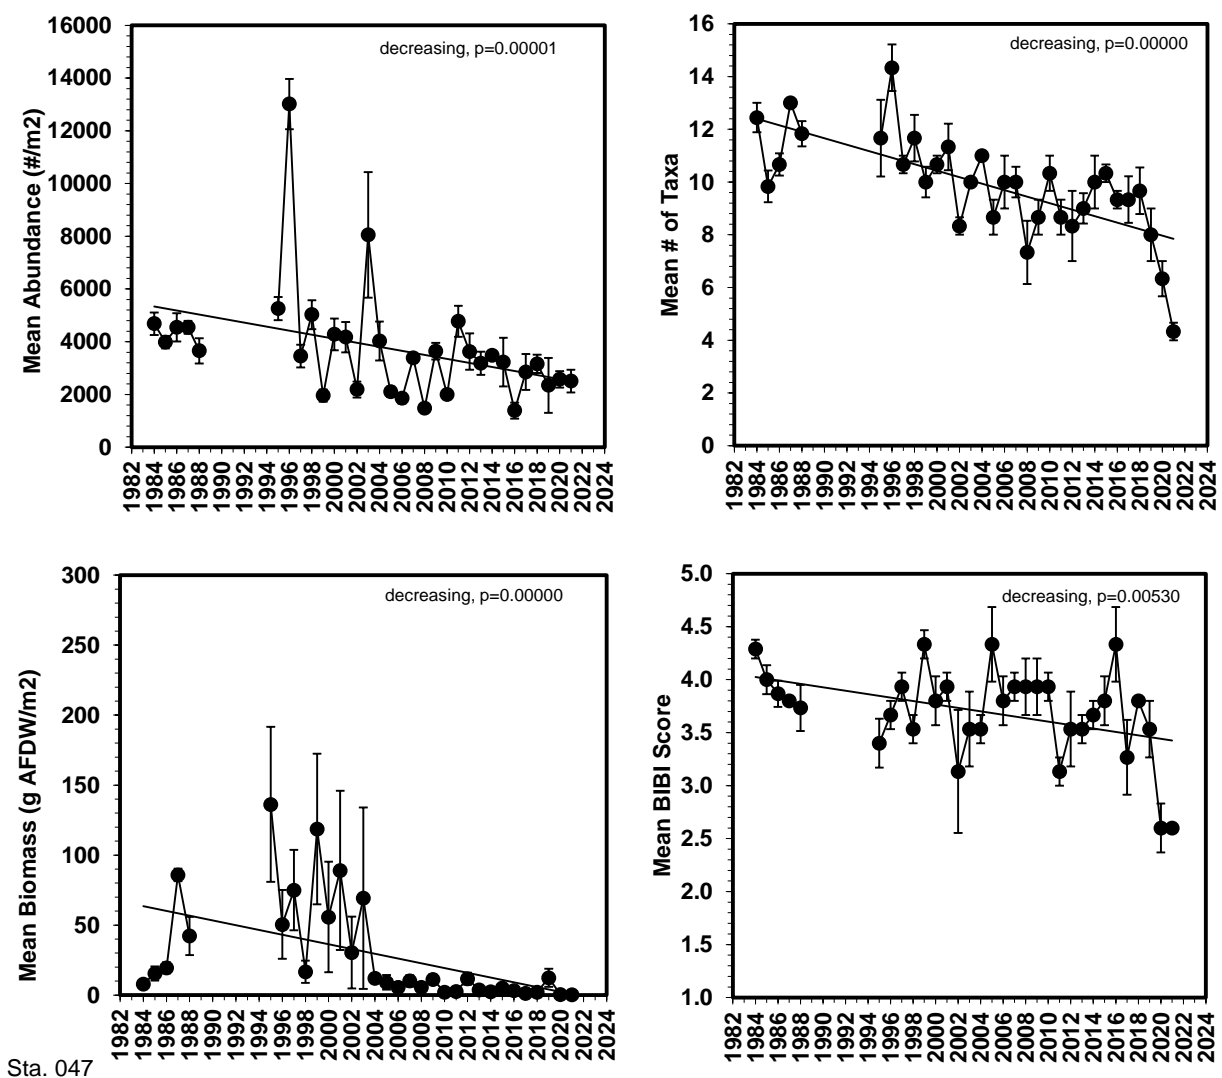 16000
14000
12000
10000
8000
6000
4000
2000
0
Mean Abundance (#/m2)
decreasing, p=0.00001
1982 1984 1986 1988 1990 1992 1994 1996 1998 2000 2002 2004 2006 2008 2010 2012 2014 2016 2018 2020 2022 2024
16
14
12
10
8
6
4
2
0
Mean # of Taxa
decreasing, p=0.00000
1982 1984 1986 1988 1990 1992 1994 1996 1998 2000 2002 2004 2006 2008 2010 2012 2014 2016 2018 2020 2022 2024
300
250
200
150
100
50
0
Mean Biomass (g AFDW/m2)
decreasing, p=0.00000
1982 1984 1986 1988 1990 1992 1994 1996 1998 2000 2002 2004 2006 2008 2010 2012 2014 2016 2018 2020 2022 2024
5.0
4.5
4.0
3.5
3.0
2.5
2.0
1.5
1.0
Mean BIBI Score
decreasing, p=0.00530
1982 1984 1986 1988 1990 1992 1994 1996 1998 2000 2002 2004 2006 2008 2010 2012 2014 2016 2018 2020 2022 2024
Sta. 047